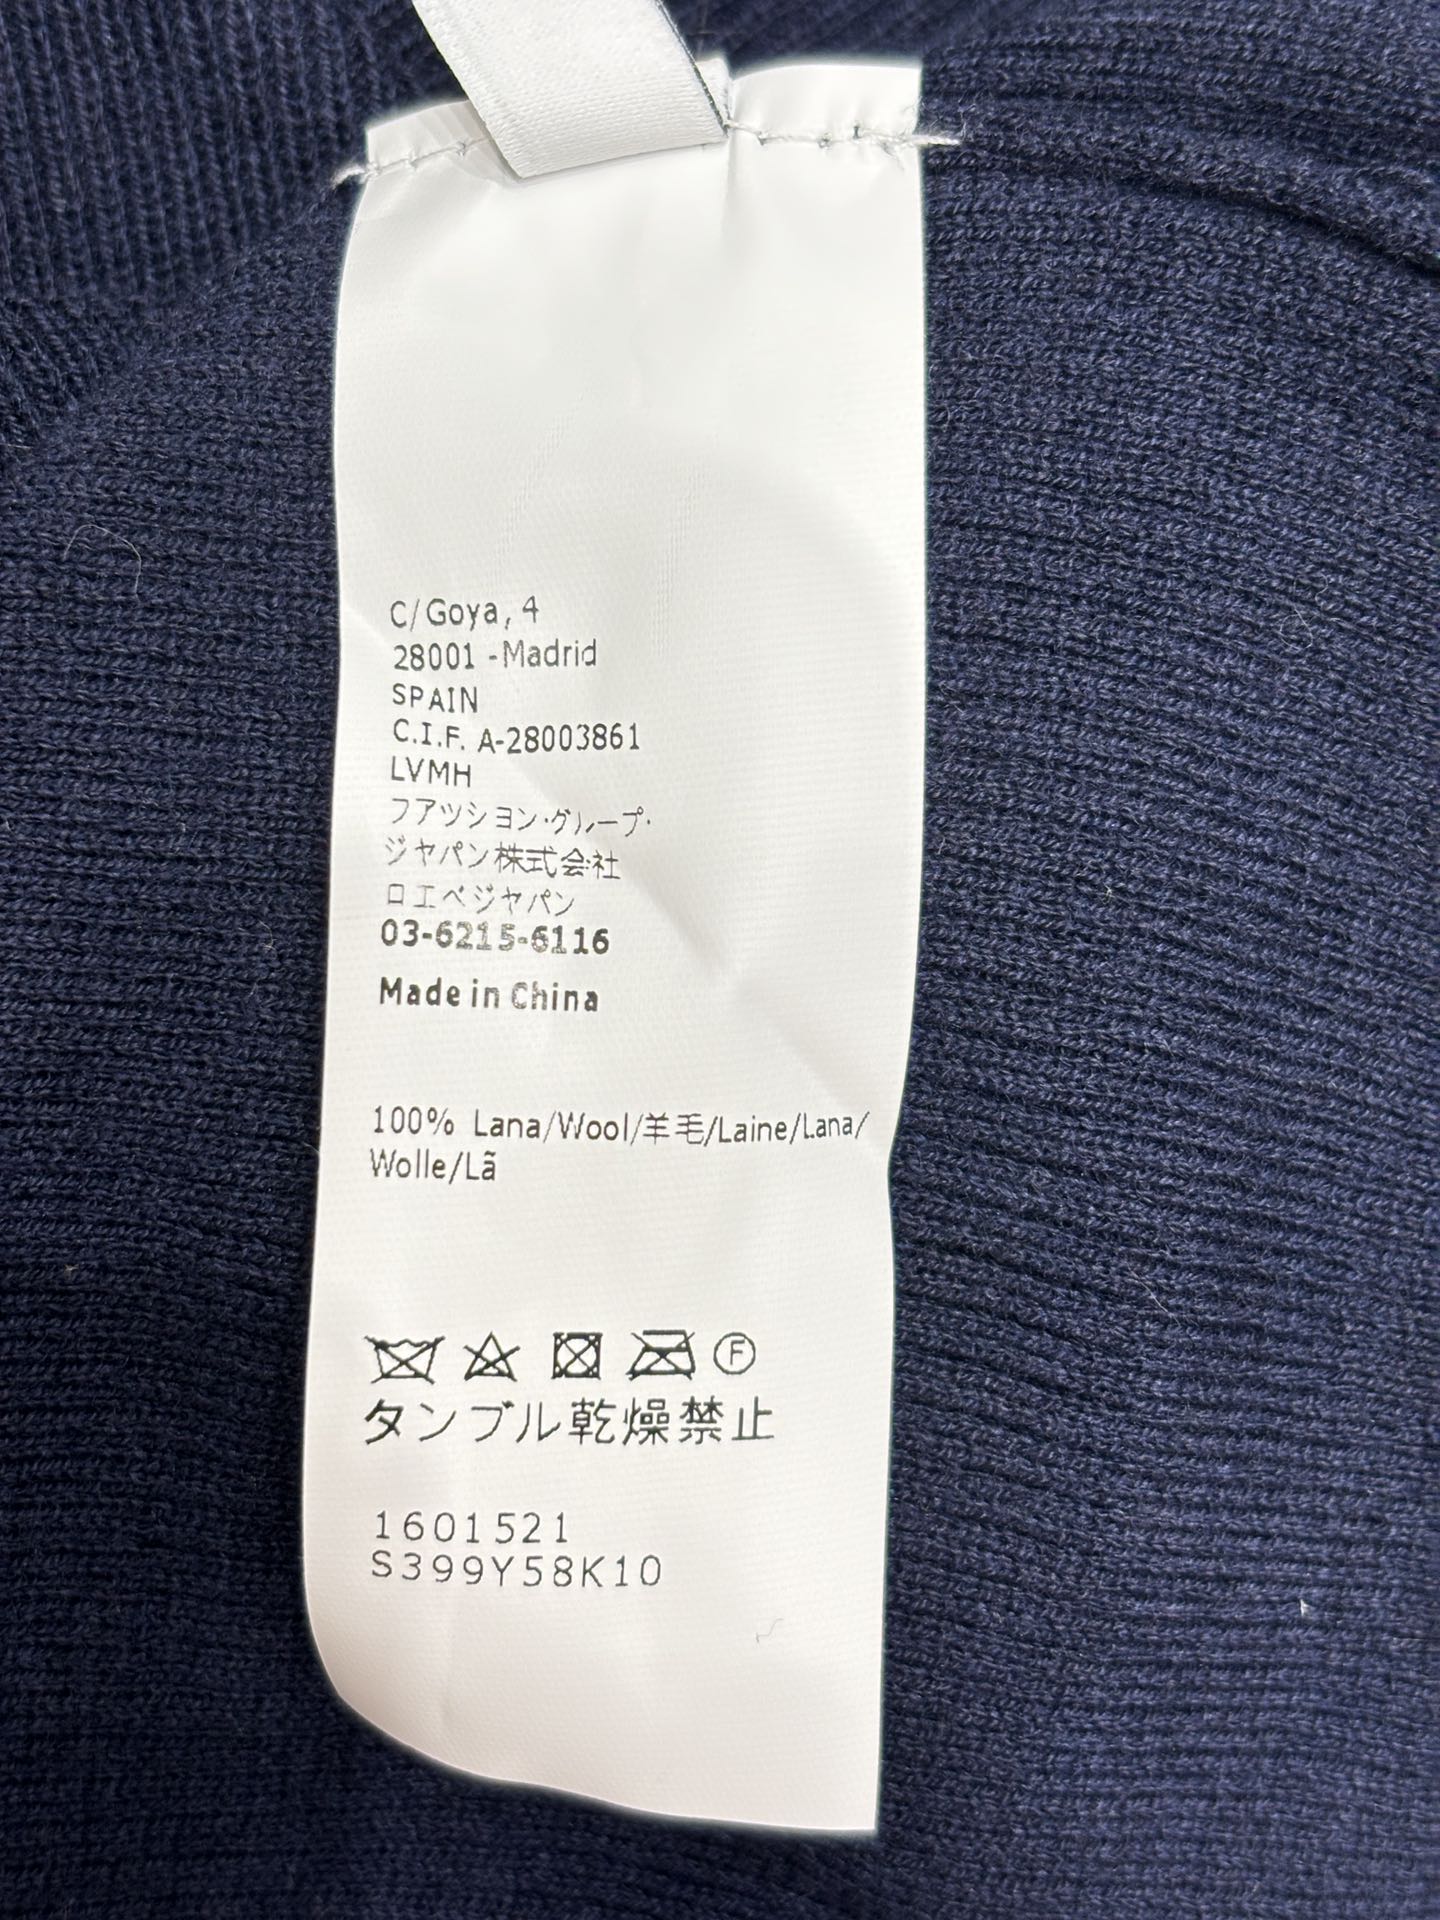 C/Goya, 4
28001 -Madrid
SPAIN
C.I.F. A-28003861
LVMH
フアッション・グループ・
ジャパン株式会社
ロエベジャパン
03-6215-6116
Made in China
100% Lana/Wool/羊毛/Laine/Lana/
Wolle/Lã
F
タンブル乾燥禁止
1601521
S399Y58K10